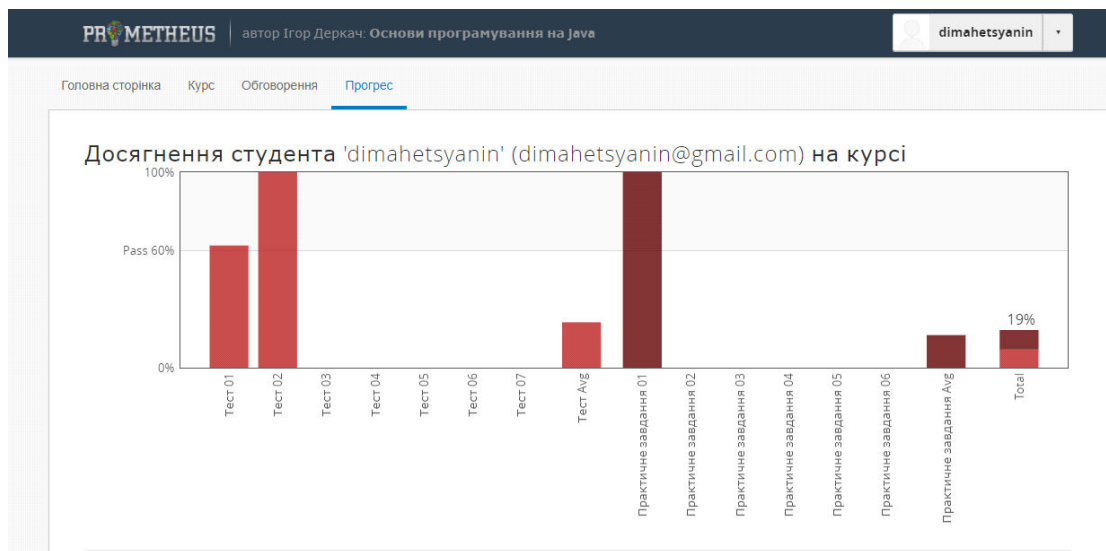 PROMETHEUS автор Ігор Деркач: Основи програмування на Java dimahetsyanin
Головна сторінка Курс Обговорення Прогрес
Досягнення студента 'dimahetsyanin' (dimahetsyanin@gmail.com) на курсі
100%
Pass 60%
19%
0%
Тест 01
Тест 02
Тест 03
Тест 04
Тест 05
Тест 06
Тест 07
Тест Avg
Практичне завдання 01
Практичне завдання 02
Практичне завдання 03
Практичне завдання 04
Практичне завдання 05
Практичне завдання 06
Практичне завдання Avg
Total